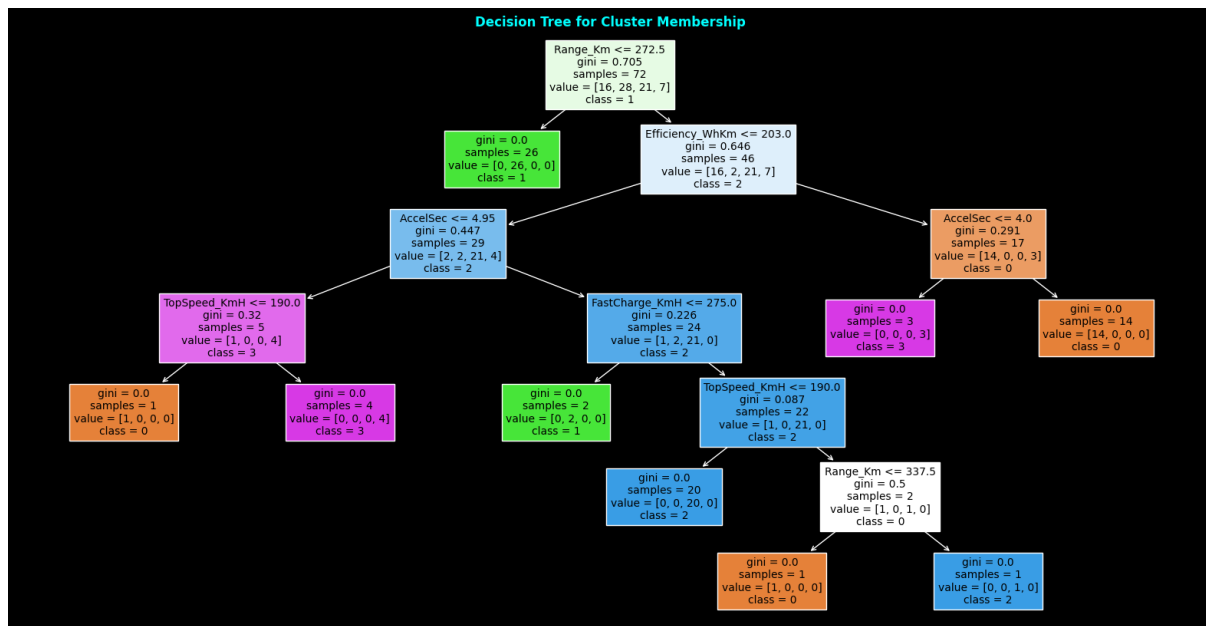 Decision Tree for Cluster Membership
Range_Km <= 272.5
gini = 0.705
samples = 72
value = [16, 28, 21, 7]
class = 1
gini = 0.0
samples = 26
value = [0, 26, 0, 0]
class = 1
Efficiency_WhKm <= 203.0
gini = 0.646
samples = 46
value = [16, 2, 21, 7]
class = 2
AccelSec <= 4.95
gini = 0.447
samples = 29
value = [2, 2, 21, 4]
class = 2
AccelSec <= 4.0
gini = 0.291
samples = 17
value = [14, 0, 0, 3]
class = 0
TopSpeed_KmH <= 190.0
gini = 0.32
samples = 5
value = [1, 0, 0, 4]
class = 3
FastCharge_KmH <= 275.0
gini = 0.226
samples = 24
value = [1, 2, 21, 0]
class = 2
gini = 0.0
samples = 3
value = [0, 0, 0, 3]
class = 3
gini = 0.0
samples = 14
value = [14, 0, 0, 0]
class = 0
gini = 0.0
samples = 1
value = [1, 0, 0, 0]
class = 0
gini = 0.0
samples = 4
value = [0, 0, 0, 4]
class = 3
gini = 0.0
samples = 2
value = [0, 2, 0, 0]
class = 1
TopSpeed_KmH <= 190.0
gini = 0.087
samples = 22
value = [1, 0, 21, 0]
class = 2
gini = 0.0
samples = 20
value = [0, 0, 20, 0]
class = 2
Range_Km <= 337.5
gini = 0.5
samples = 2
value = [1, 0, 1, 0]
class = 0
gini = 0.0
samples = 1
value = [1, 0, 0, 0]
class = 0
gini = 0.0
samples = 1
value = [0, 0, 1, 0]
class = 2